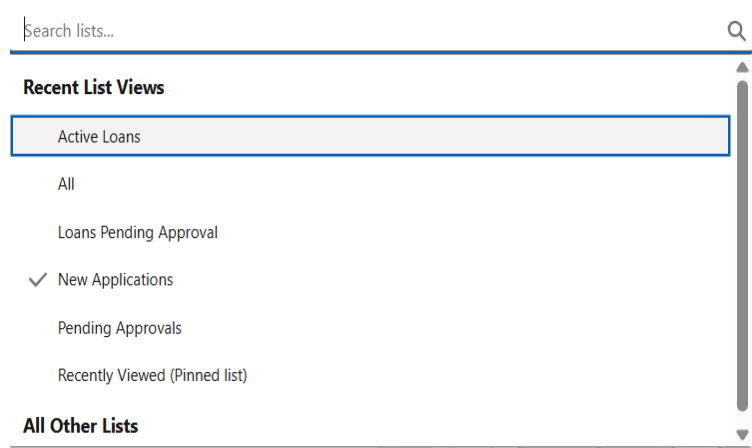 Search lists...
Recent List Views
Active Loans
All
Loans Pending Approval
New Applications
Pending Approvals
Recently Viewed (Pinned list)
All Other Lists